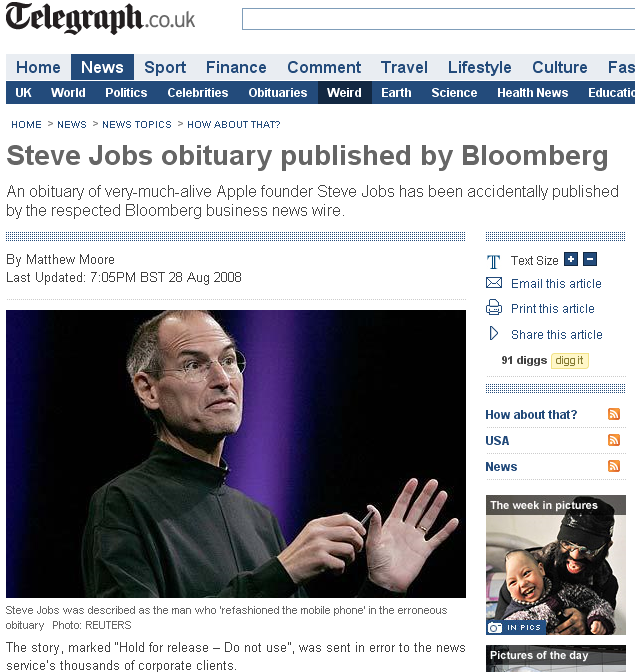 Telegraph.co.uk
Home News Sport Finance Comment Travel Lifestyle Culture Fas
UK World Politics Celebrities Obituaries Weird Earth Science Health News Educatio
HOME > NEWS > NEWS TOPICS > HOW ABOUT THAT?
Steve Jobs obituary published by Bloomberg
An obituary of very-much-alive Apple founder Steve Jobs has been accidentally published
by the respected Bloomberg business news wire.
By Matthew Moore
Last Updated: 7:05PM BST 28 Aug 2008
Steve Jobs was described as the man who 'refashioned the mobile phone' in the erroneous
obituary Photo: REUTERS
The story, marked "Hold for release – Do not use", was sent in error to the news
service's thousands of corporate clients.
T Text Size + −
Email this article
Print this article
Share this article
91 diggs digg it
How about that?
USA
News
The week in pictures
IN PICS
Pictures of the day